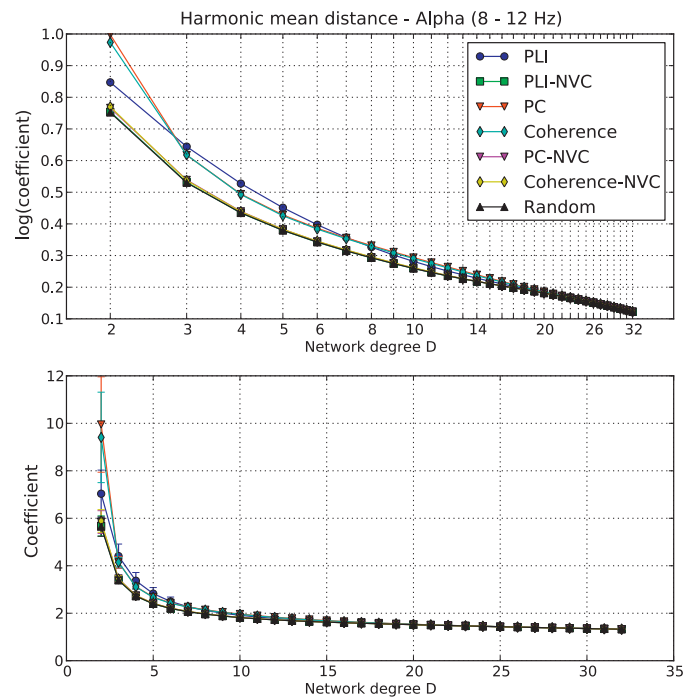 Harmonic mean distance - Alpha (8 - 12 Hz)
1.0
0.9
0.8
0.7
0.6
0.5
0.4
0.3
0.2
0.1
log(coefficient)
PLI
PLI-NVC
PC
Coherence
PC-NVC
Coherence-NVC
Random
2 3 4 5 6 7 8 10 14 20 26 32
Network degree D
12
10
8
6
4
2
0
Coefficient
0 5 10 15 20 25 30 35
Network degree D